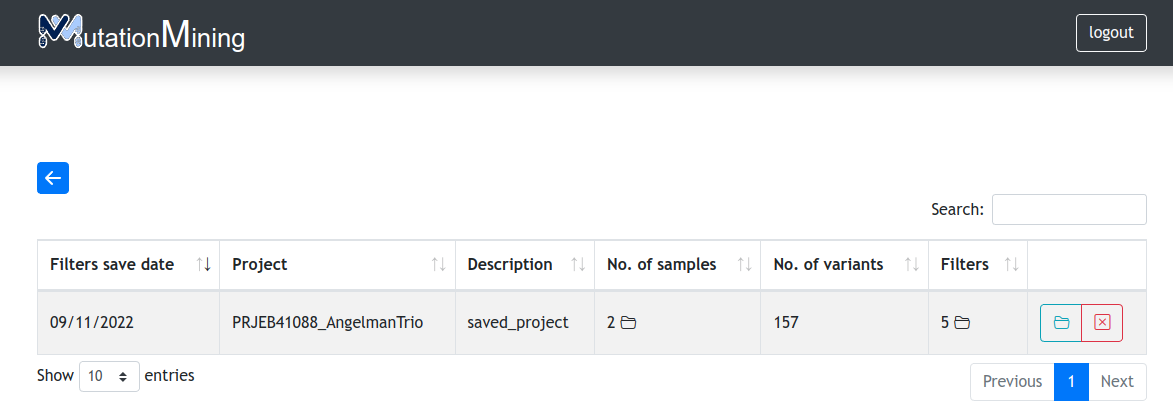 MutationMining
logout
Search:
Filters save date Project Description No. of samples No. of variants Filters
09/11/2022 PRJEB41088_AngelmanTrio saved_project 2 157 5
Show 10 entries
Previous 1 Next